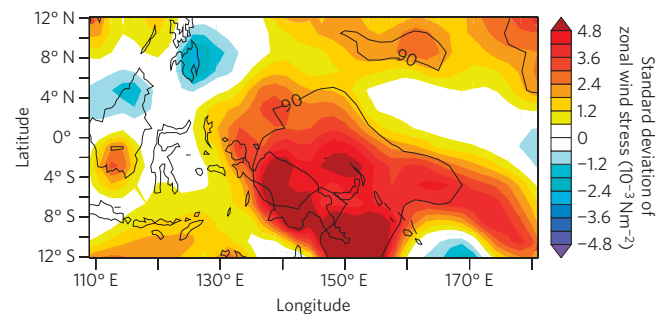 12° N
8° N
4° N
0°
4° S
8° S
12° S
Latitude
110° E
130° E
150° E
170° E
Longitude
90
90
4.8
3.6
2.4
1.2
0
−1.2
−2.4
−3.6
−4.8
Standard deviation of
zonal wind stress (10⁻³ Nm⁻²)